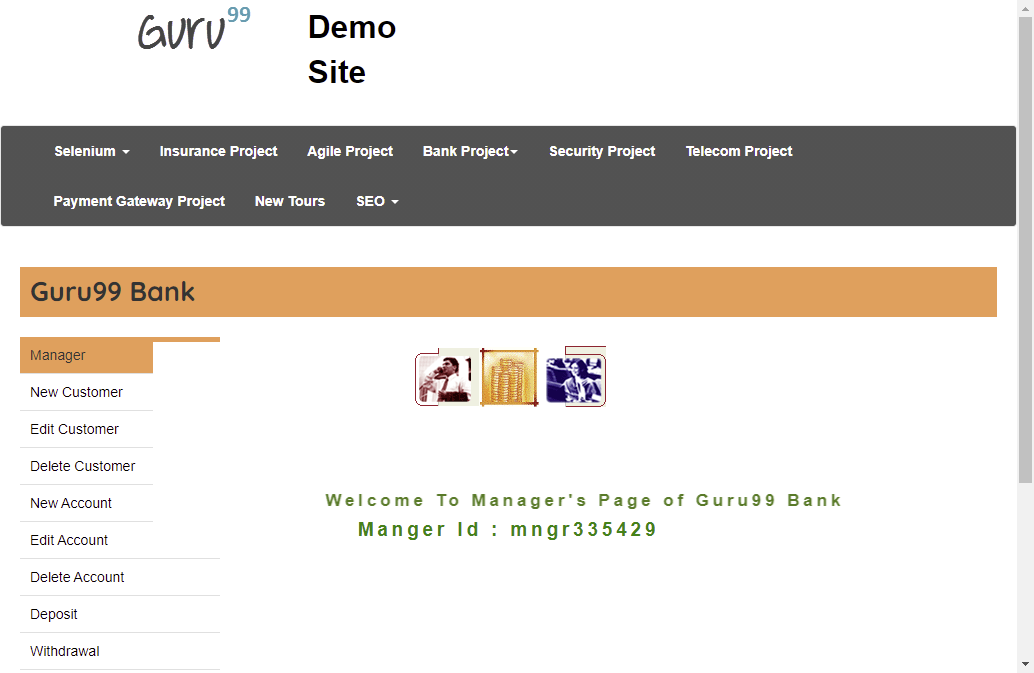 Guru99
Demo
Site
Selenium
Insurance Project
Agile Project
Bank Project
Security Project
Telecom Project
Payment Gateway Project
New Tours
SEO
Guru99 Bank
Manager
New Customer
Edit Customer
Delete Customer
New Account
Edit Account
Delete Account
Deposit
Withdrawal
Welcome To Manager's Page of Guru99 Bank
Manger Id : mngr335429